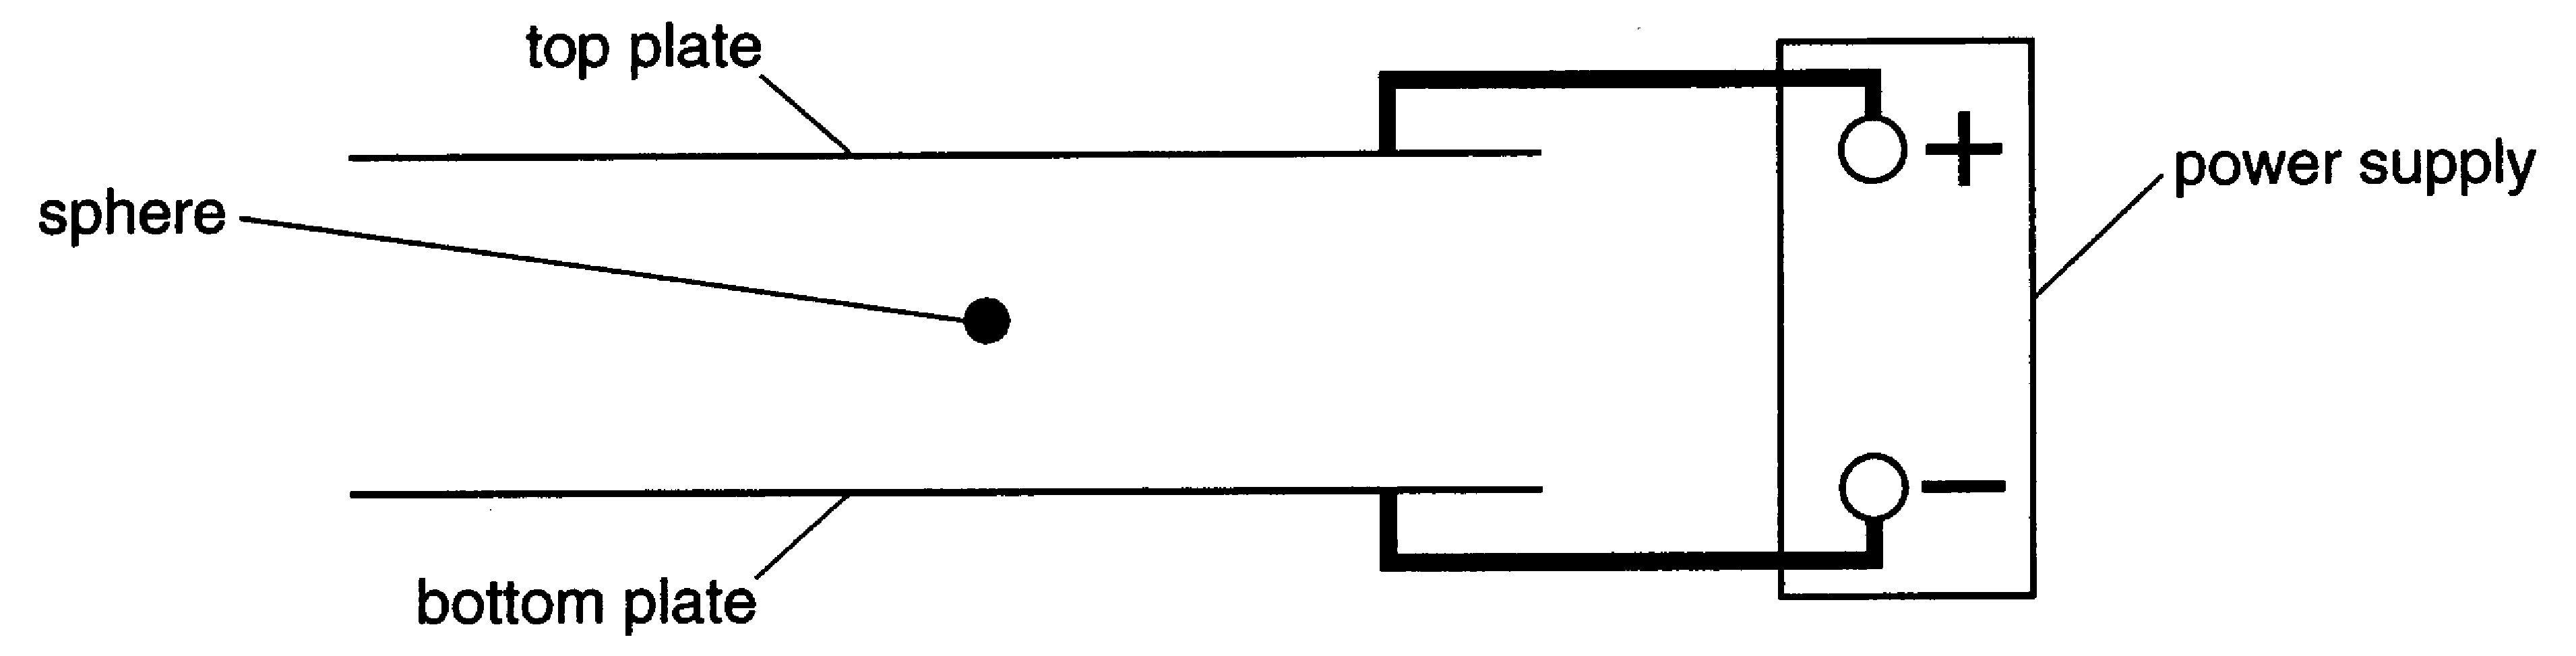 top plate
+
sphere
power supply
−
bottom plate